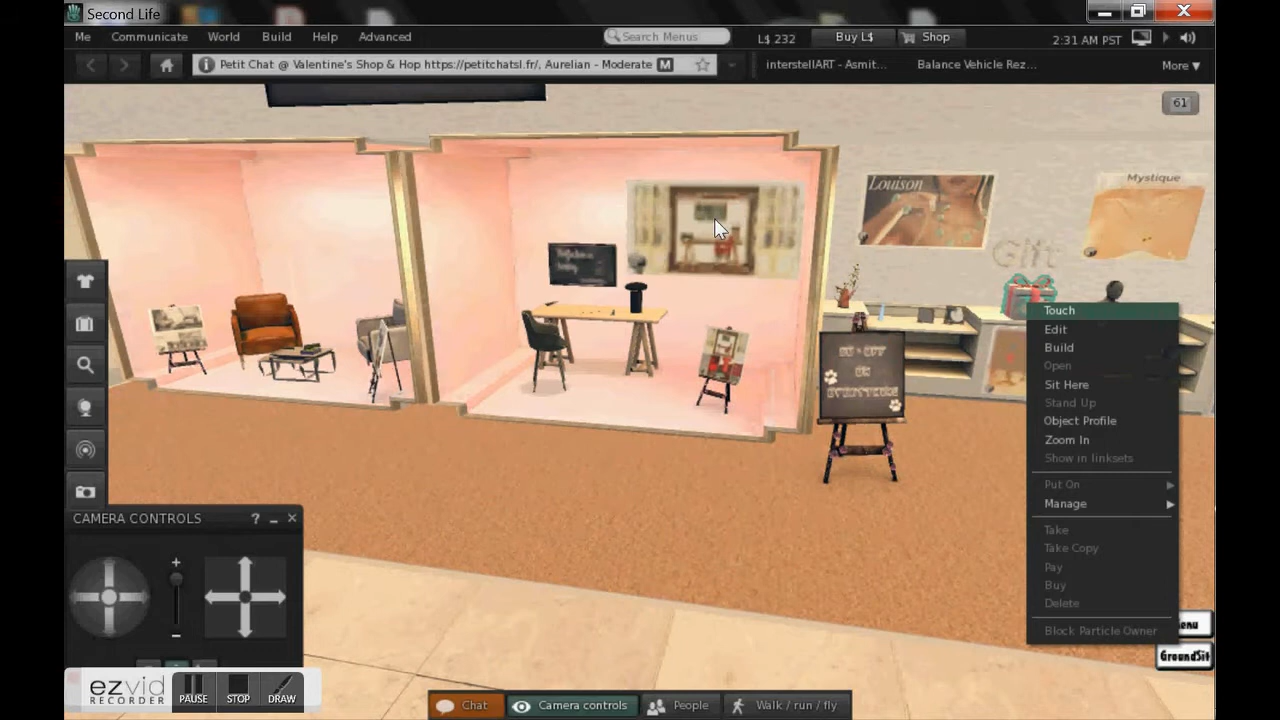 Second Life
Me Communicate World Build Help Advanced
Search Menus
L$ 232 Buy L$ Shop 2:31 AM PST
Petit Chat @ Valentine's Shop & Hop https://petitchatsl.fr/, Aurelian - Moderate M
interstellART - Asmit... Balance Vehicle Rez... More ▼
61
Louison
Mystique
Gift
ON
EVERYTHING
Touch
Edit
Build
Open
Sit Here
Stand Up
Object Profile
Zoom In
Show in linksets
Put On
Manage
Take
Take Copy
Pay
Buy
Delete
Block Particle Owner
enu
GroundSit
CAMERA CONTROLS ?
ezvid
RECORDER
PAUSE STOP DRAW
Chat Camera controls People Walk / run / fly